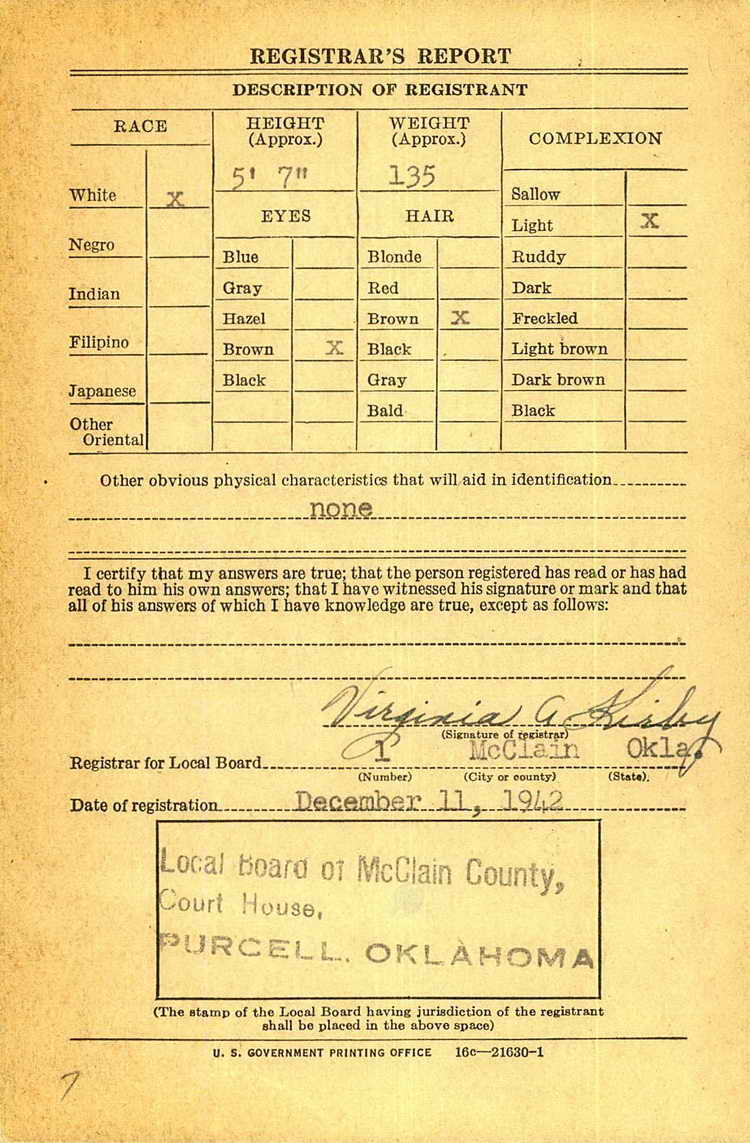 REGISTRAR'S REPORT
DESCRIPTION OF REGISTRANT
RACE
White X
Negro
Indian
Filipino
Japanese
Other
Oriental
HEIGHT
(Approx.)
5' 7"
EYES
Blue
Gray
Hazel
Brown X
Black
WEIGHT
(Approx.)
135
HAIR
Blonde
Red
Brown X
Black
Gray
Bald
COMPLEXION
Sallow
Light X
Ruddy
Dark
Freckled
Light brown
Dark brown
Black
Other obvious physical characteristics that will aid in identification
none
I certify that my answers are true; that the person registered has read or has had
read to him his own answers; that I have witnessed his signature or mark and that
all of his answers of which I have knowledge are true, except as follows:
Virginia A Kirby
(Signature of registrar)
Registrar for Local Board 1 McClain Okla.
(Number) (City or county) (State)
Date of registration December 11, 1942
Local Board of McClain County,
Court House,
PURCELL, OKLAHOMA
(The stamp of the Local Board having jurisdiction of the registrant
shall be placed in the above space)
U. S. GOVERNMENT PRINTING OFFICE 16c—21630-1
7